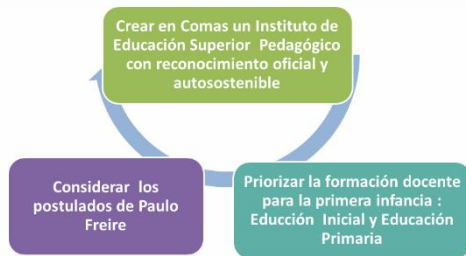 Crear en Comas un Instituto de
Educación Superior Pedagógico
con reconocimiento oficial y
autosostenible
Considerar los
postulados de Paulo
Freire
Priorizar la formación docente
para la primera infancia :
Educción Inicial y Educación
Primaria